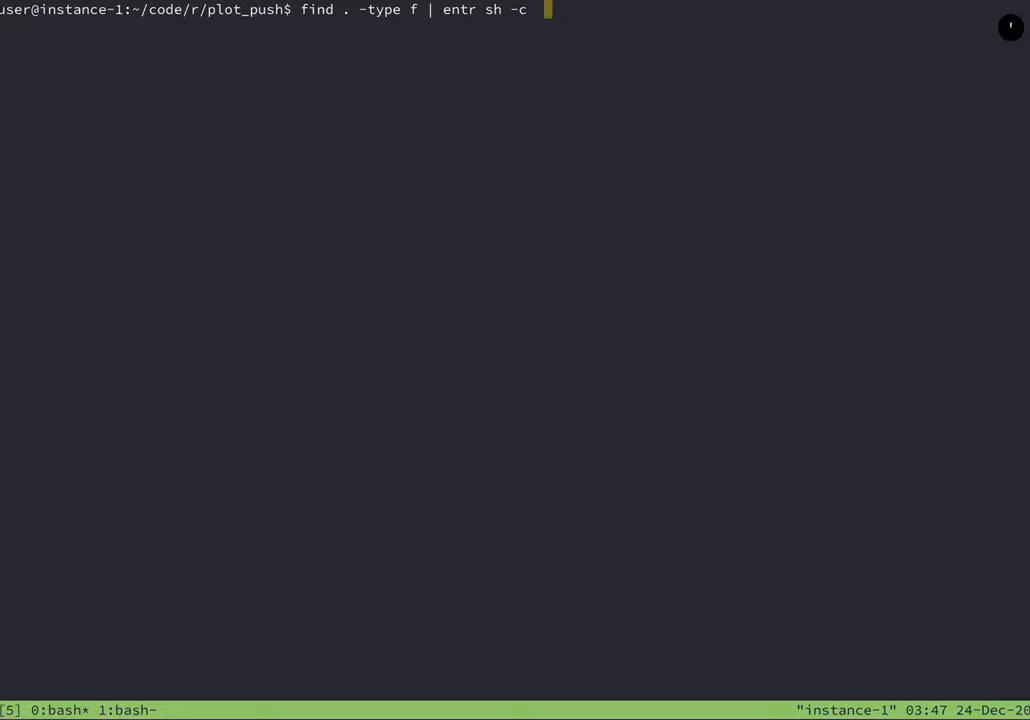 user@instance-1:~/code/r/plot_push$ find . -type f | entr sh -c
'
[5] 0:bash* 1:bash- "instance-1" 03:47 24-Dec-20